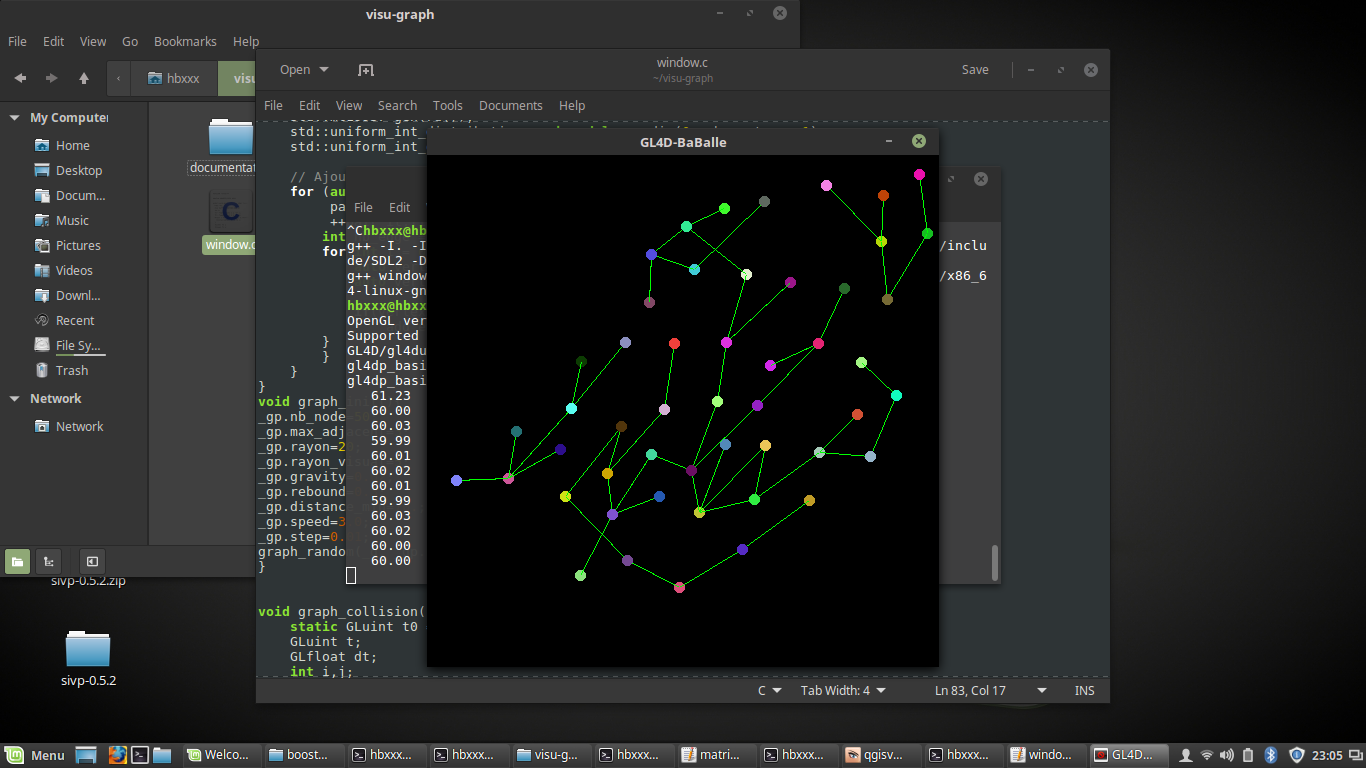 visu-graph
File Edit View Go Bookmarks Help
hbxxx
My Computer
Home
Desktop
Docum...
Music
Pictures
Videos
Downl...
Recent
File Sy...
Trash
Network
Network
window.c
sivp-0.5.2.zip
sivp-0.5.2
Open
window.c
~/visu-graph
Save
File Edit View Search Tools Documents Help
std::uniform_int_
std::uniform_int_
// Ajou
for (au
pa
++
int
for
}
}
}
}
void graph_
_gp.nb_node=
_gp.max_adj
_gp.rayon=2
_gp.rayon_v
_gp.gravity=
_gp.rebound=
_gp.distance
_gp.speed=3
_gp.step=0.
graph_random
}
void graph_collision(
static GLuint t0
GLuint t;
GLfloat dt;
int i,j;
C Tab Width: 4 Ln 83, Col 17 INS
File Edit
^Chbxxx@hb
g++ -I. -I
/inclu
de/SDL2 -D
g++ window
/x86_6
4-linux-gn
hbxxx@hbxx
OpenGL ver
Supported
GL4D/gl4du
gl4dp_basi
gl4dp_basi
61.23
60.00
60.03
59.99
60.01
60.02
60.01
59.99
60.03
60.02
60.00
60.00
GL4D-BaBalle
Menu Welco... boost... hbxxx... hbxxx... visu-g... hbxxx... matri... hbxxx... qgisv... hbxxx... windo... GL4D... 23:05